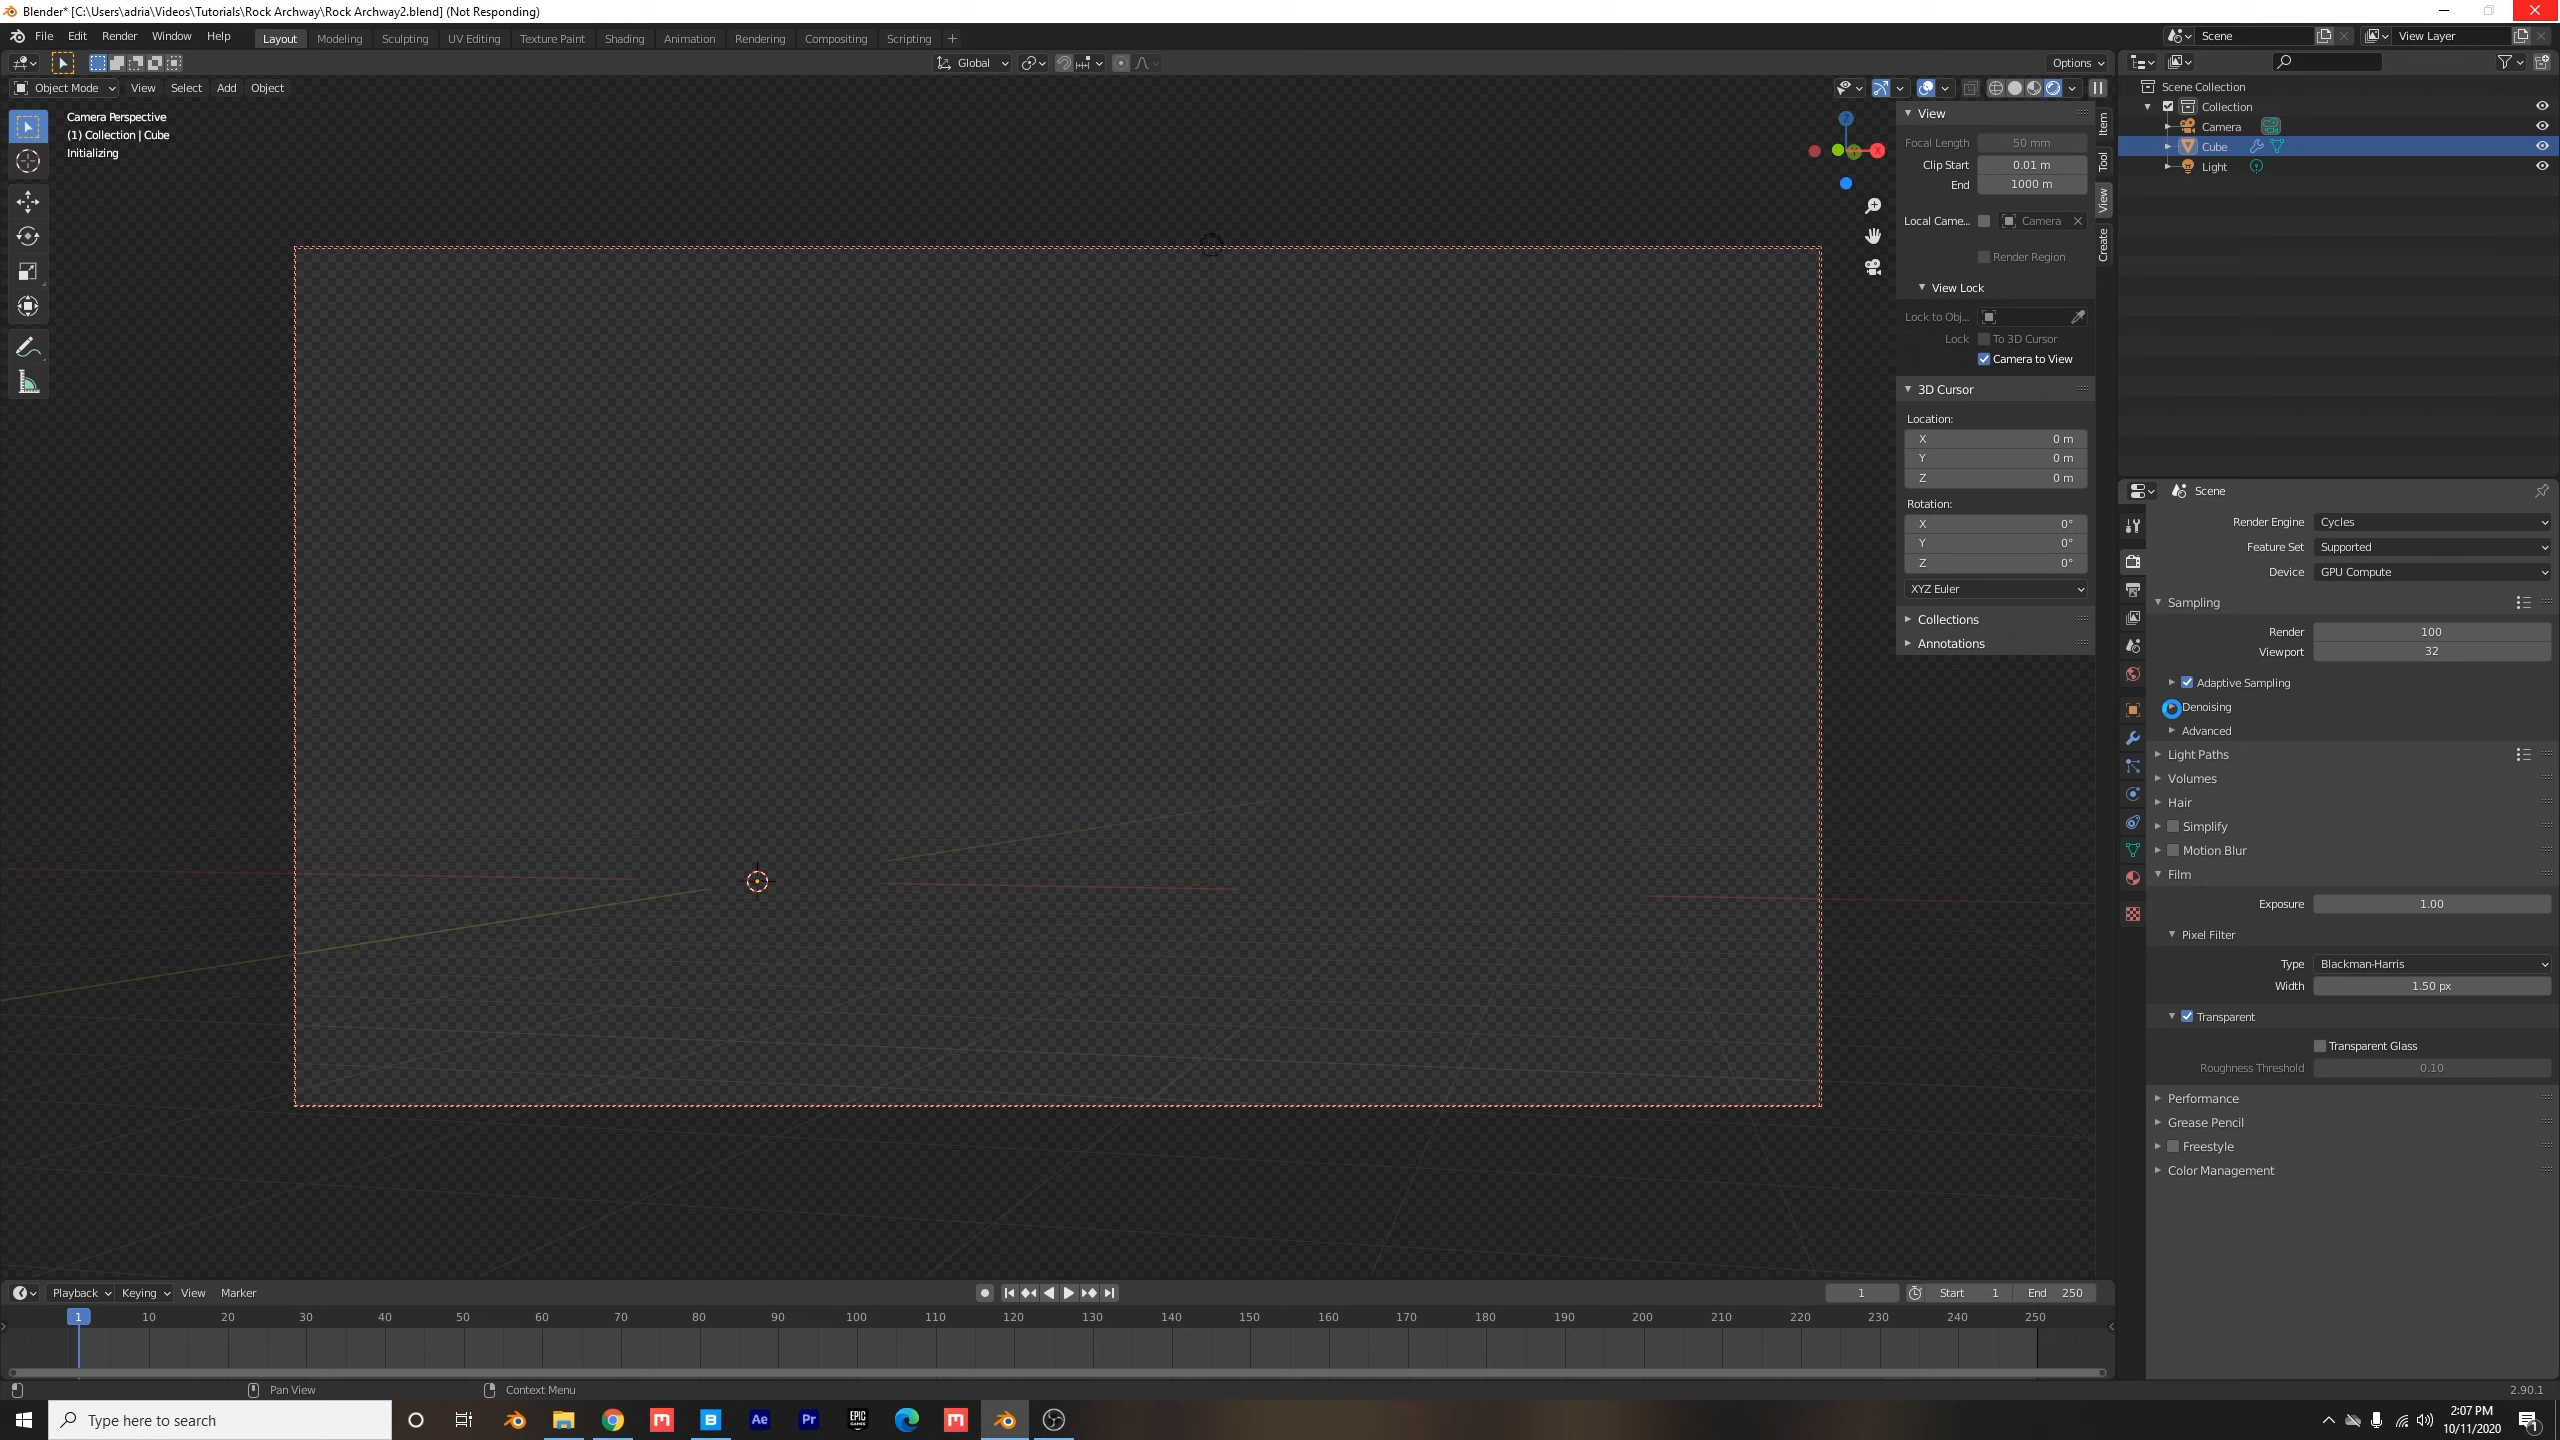 Blender* [C:\Users\adria\Videos\Tutorials\Rock Archway\Rock Archway2.blend] (Not Responding)
File Edit Render Window Help Layout Modeling Sculpting UV Editing Texture Paint Shading Animation Rendering Compositing Scripting + Scene View Layer
Global Options
Object Mode View Select Add Object
Camera Perspective
(1) Collection | Cube
Initializing
Z
X
View
Focal Length 50 mm
Clip Start 0.01 m
End 1000 m
Local Came... Camera
Render Region
View Lock
Lock to Obj...
Lock To 3D Cursor
Camera to View
3D Cursor
Location:
X 0 m
Y 0 m
Z 0 m
Rotation:
X 0°
Y 0°
Z 0°
XYZ Euler
Collections
Annotations
Item
Tool
View
Create
Scene Collection
Collection
Camera
Cube
Light
Scene
Render Engine Cycles
Feature Set Supported
Device GPU Compute
Sampling
Render 100
Viewport 32
Adaptive Sampling
Denoising
Advanced
Light Paths
Volumes
Hair
Simplify
Motion Blur
Film
Exposure 1.00
Pixel Filter
Type Blackman-Harris
Width 1.50 px
Transparent
Transparent Glass
Roughness Threshold 0.10
Performance
Grease Pencil
Freestyle
Color Management
Playback Keying View Marker 1 Start 1 End 250
1 10 20 30 40 50 60 70 80 90 100 110 120 130 140 150 160 170 180 190 200 210 220 230 240 250
Pan View Context Menu 2.90.1
Type here to search
M B Ae Pr EPIC GAMES M
2:07 PM
10/11/2020
1